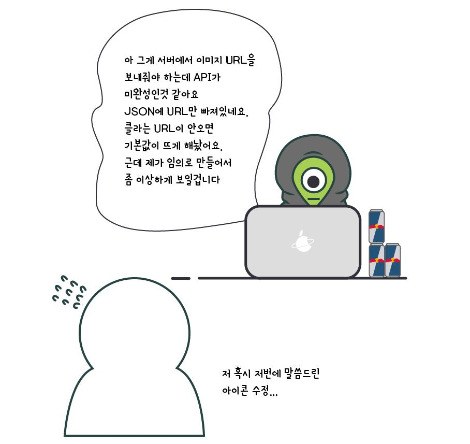 아 그게 서버에서 이미지 URL을
보내줘야 하는데 API가
미완성인것 같아요
JSON에 URL만 빠져있네요.
클라는 URL이 안오면
기본값이 뜨게 해놨어요.
근데 제가 임의로 만들어서
좀 이상하게 보일겁니다
저 혹시 저번에 말씀드린
아이콘 수정...